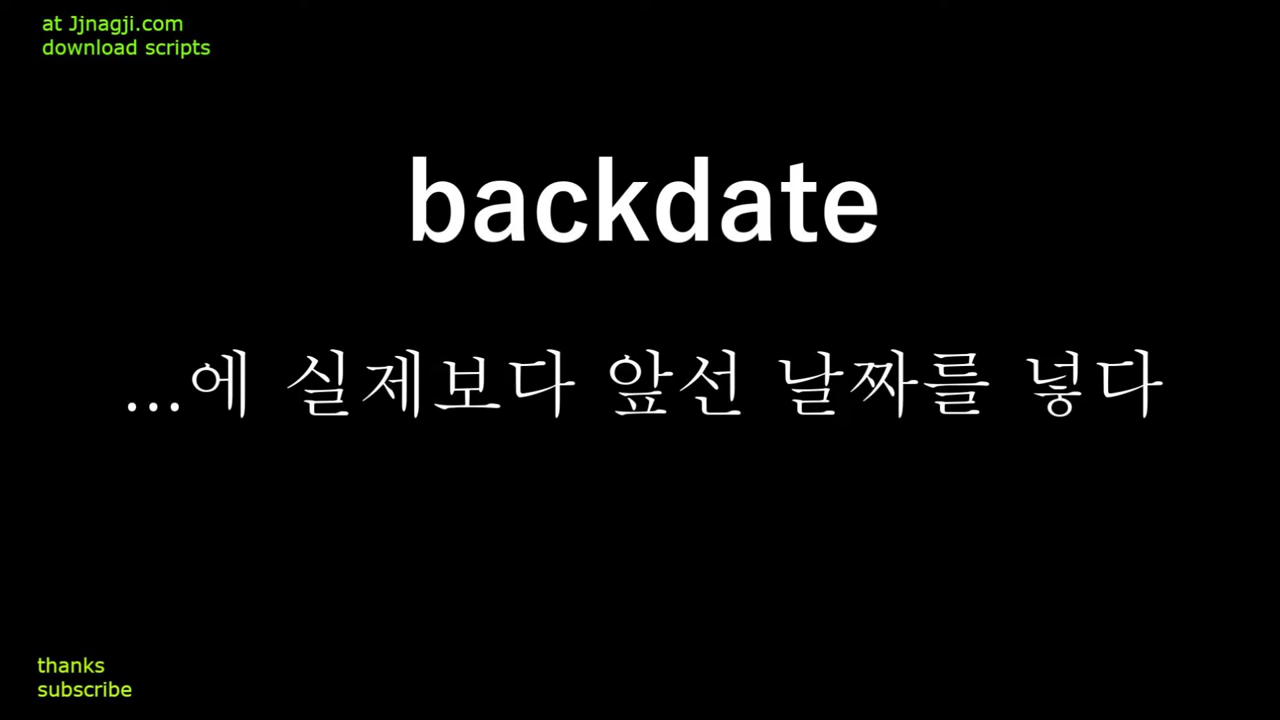 at Jjnagji.com
download scripts
backdate
...에 실제보다 앞선 날짜를 넣다
thanks
subscribe